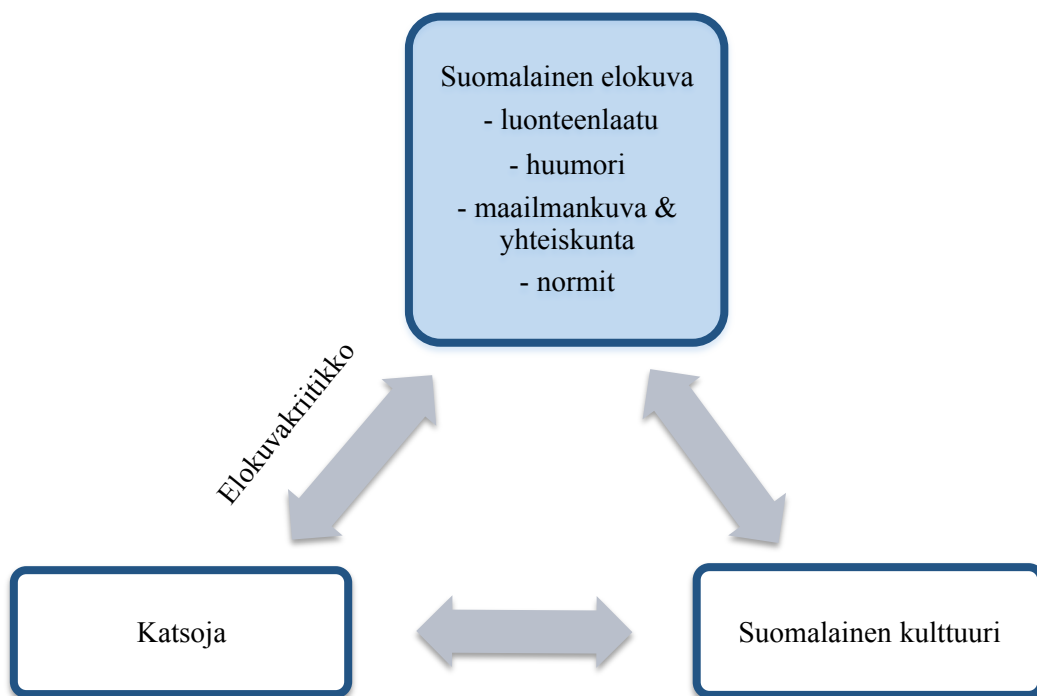 Suomalainen elokuva
- luonteenlaatu
- huumori
- maailmankuva &
yhteiskunta
- normit
Elokuvakriitikko
Katsoja
Suomalainen kulttuuri